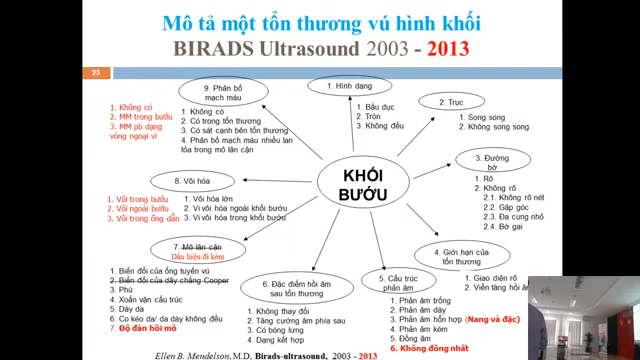 Mô tả một tổn thương vú hình khối
BIRADS Ultrasound 2003 - 2013
25
9. Phân bố
mạch máu
1. Không có
2. MM trong bướu
3. MM pb dạng
vòng ngoại vi
1. Không có
2. Có trong tổn thương
3. Có sát cạnh bên tổn thương
4. Phân bố mạch máu nhiều lan
tỏa trong mô lân cận
1. Hình dạng
1. Bầu dục
2. Tròn
3. Không đều
2. Trục
1. Song song
2. Không song song
3. Đường
bờ
1. Rõ
2. Không rõ
2.1. Không rõ nét
2.2. Gập góc
2.3. Đa cung nhỏ
2.4. Bờ gai
KHỐI
BƯỚU
8. Vôi hóa
1. Vôi trong bướu
2. Vôi ngoài bướu
3. Vôi trong ống dẫn
1. Vôi hóa lớn
2. Vi vôi hóa ngoài khối bướu
3. Vi vôi hóa trong khối bướu
7. Mô lân cận
Dấu hiệu đi kèm
1. Biến đổi của ống tuyến vú
2. Biến đổi của dây chằng Cooper
3. Phù
4. Xoắn vặn cấu trúc
5. Dày da
6. Co kéo da/ da dày không đều
7. Độ đàn hồi mô
6. Đặc điểm hồi âm
sau tổn thương
1. Không thay đổi
2. Tăng cường âm phía sau
3. Có bóng lưng
4. Dạng kết hợp
5. Cấu trúc
phản âm
1. Phản âm trống
2. Phản âm dày
3. Phản âm hỗn hợp (Nang và đặc)
4. Phản âm kém
5. Đồng âm
6. Không đồng nhất
4. Giới hạn của
tổn thương
1. Giao diện rõ
2. Viền tăng hồi âm
Ellen B. Mendelson, M.D, Birads-ultrasound, 2003 - 2013